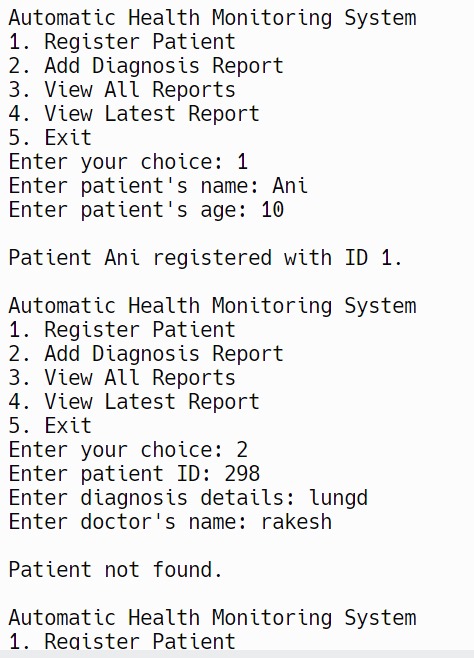 Automatic Health Monitoring System
1. Register Patient
2. Add Diagnosis Report
3. View All Reports
4. View Latest Report
5. Exit
Enter your choice: 1
Enter patient's name: Ani
Enter patient's age: 10
Patient Ani registered with ID 1.
Automatic Health Monitoring System
1. Register Patient
2. Add Diagnosis Report
3. View All Reports
4. View Latest Report
5. Exit
Enter your choice: 2
Enter patient ID: 298
Enter diagnosis details: lungd
Enter doctor's name: rakesh
Patient not found.
Automatic Health Monitoring System
1. Register Patient